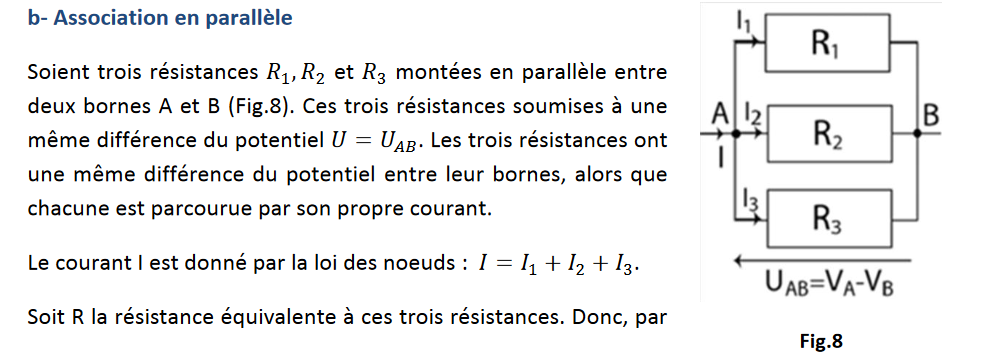 b- Association en parallèle
Soient trois résistances R₁, R₂ et R₃ montées en parallèle entre
deux bornes A et B (Fig.8). Ces trois résistances soumises à une
même différence du potentiel U = U_AB. Les trois résistances ont
une même différence du potentiel entre leur bornes, alors que
chacune est parcourue par son propre courant.
Le courant I est donné par la loi des noeuds : I = I₁ + I₂ + I₃.
Soit R la résistance équivalente à ces trois résistances. Donc, par
I₁
R₁
A
I₂
R₂
B
I
I₃
R₃
U_AB=V_A-V_B
Fig.8